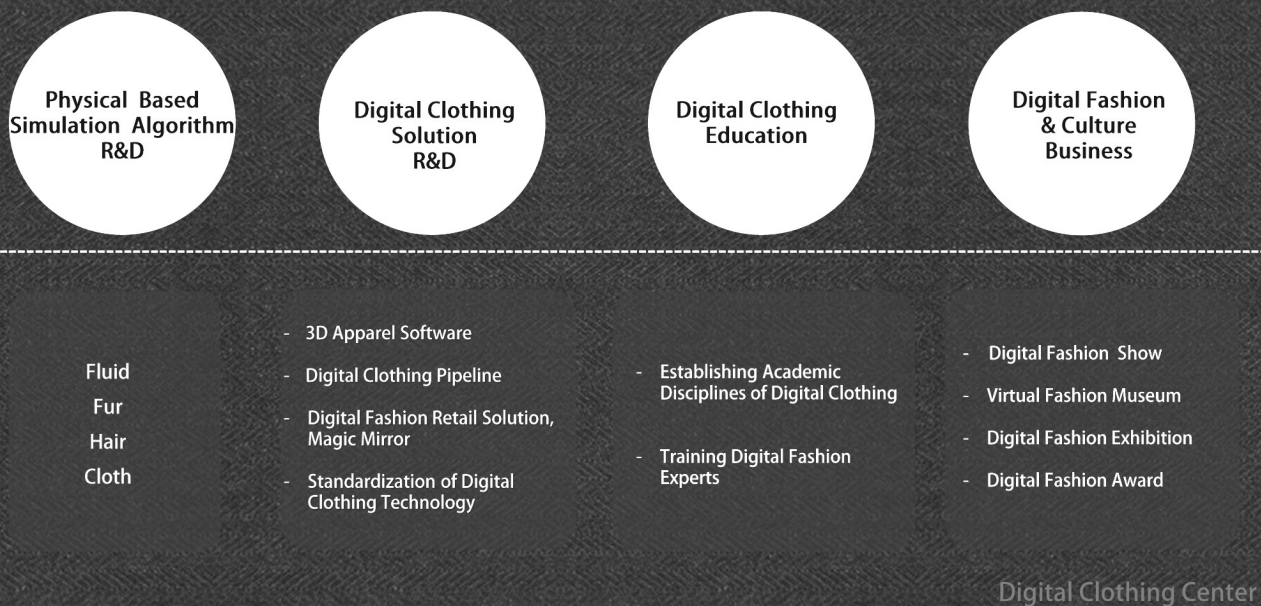 Physical Based
Simulation Algorithm
R&D
Digital Clothing
Solution
R&D
Digital Clothing
Education
Digital Fashion
& Culture
Business
Fluid
Fur
Hair
Cloth
- 3D Apparel Software
- Digital Clothing Pipeline
- Digital Fashion Retail Solution,
Magic Mirror
- Standardization of Digital
Clothing Technology
- Establishing Academic
Disciplines of Digital Clothing
- Training Digital Fashion
Experts
- Digital Fashion Show
- Virtual Fashion Museum
- Digital Fashion Exhibition
- Digital Fashion Award
Digital Clothing Center